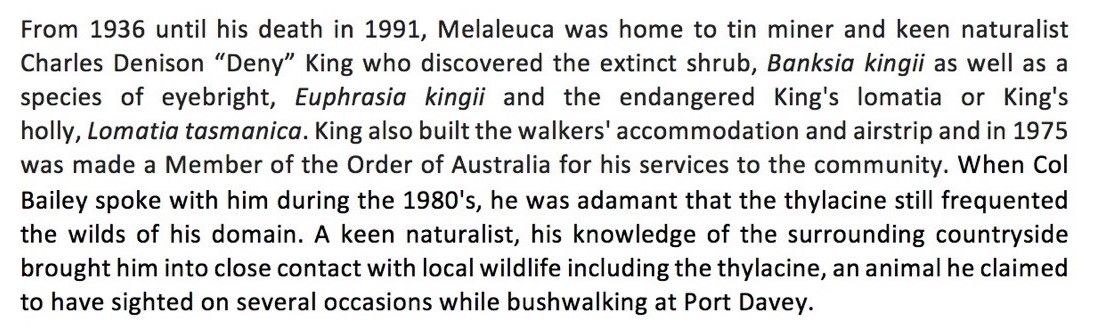 From 1936 until his death in 1991, Melaleuca was home to tin miner and keen naturalist
Charles Denison “Deny” King who discovered the extinct shrub, Banksia kingii as well as a
species of eyebright, Euphrasia kingii and the endangered King's lomatia or King's
holly, Lomatia tasmanica. King also built the walkers' accommodation and airstrip and in 1975
was made a Member of the Order of Australia for his services to the community. When Col
Bailey spoke with him during the 1980's, he was adamant that the thylacine still frequented
the wilds of his domain. A keen naturalist, his knowledge of the surrounding countryside
brought him into close contact with local wildlife including the thylacine, an animal he claimed
to have sighted on several occasions while bushwalking at Port Davey.